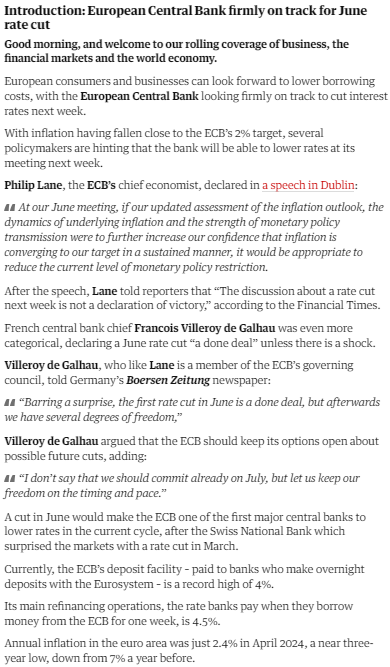 Introduction: European Central Bank firmly on track for June
rate cut
Good morning, and welcome to our rolling coverage of business, the
financial markets and the world economy.
European consumers and businesses can look forward to lower borrowing
costs, with the European Central Bank looking firmly on track to cut interest
rates next week.
With inflation having fallen close to the ECB's 2% target, several
policymakers are hinting that the bank will be able to lower rates at its
meeting next week.
Philip Lane, the ECB's chief economist, declared in a speech in Dublin:
At our June meeting, if our updated assessment of the inflation outlook, the
dynamics of underlying inflation and the strength of monetary policy
transmission were to further increase our confidence that inflation is
converging to our target in a sustained manner, it would be appropriate to
reduce the current level of monetary policy restriction.
After the speech, Lane told reporters that “The discussion about a rate cut
next week is not a declaration of victory,” according to the Financial Times.
French central bank chief Francois Villeroy de Galhau was even more
categorical, declaring a June rate cut “a done deal” unless there is a shock.
Villeroy de Galhau, who like Lane is a member of the ECB's governing
council, told Germany's Boersen Zeitung newspaper:
“Barring a surprise, the first rate cut in June is a done deal, but afterwards
we have several degrees of freedom,”
Villeroy de Galhau argued that the ECB should keep its options open about
possible future cuts, adding:
“I don't say that we should commit already on July, but let us keep our
freedom on the timing and pace.”
A cut in June would make the ECB one of the first major central banks to
lower rates in the current cycle, after the Swiss National Bank which
surprised the markets with a rate cut in March.
Currently, the ECB's deposit facility - paid to banks who make overnight
deposits with the Eurosystem - is a record high of 4%.
Its main refinancing operations, the rate banks pay when they borrow
money from the ECB for one week, is 4.5%.
Annual inflation in the euro area was just 2.4% in April 2024, a near three-
year low, down from 7% a year before.